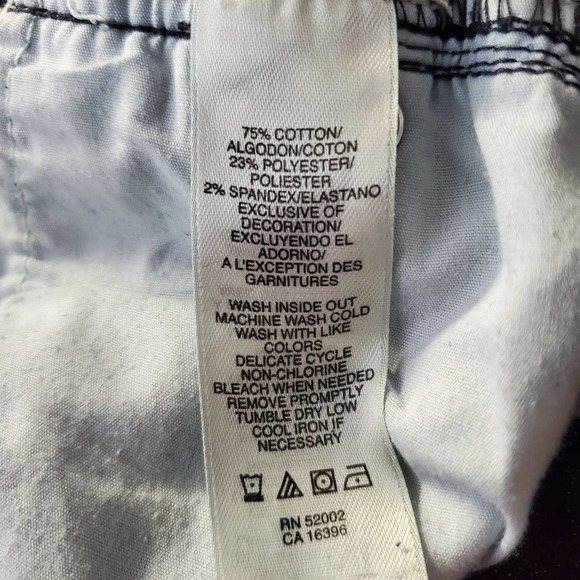 75% COTTON/
ALGODON/COTON
23% POLYESTER/
POLIESTER
2% SPANDEX/ELASTANO
EXCLUSIVE OF
DECORATION/
EXCLUYENDO EL
ADORNO/
A L'EXCEPTION DES
GARNITURES
WASH INSIDE OUT
MACHINE WASH COLD
WASH WITH LIKE
COLORS
DELICATE CYCLE
NON-CHLORINE
BLEACH WHEN NEEDED
REMOVE PROMPTLY
TUMBLE DRY LOW
COOL IRON IF
NECESSARY
RN 52002
CA 16396